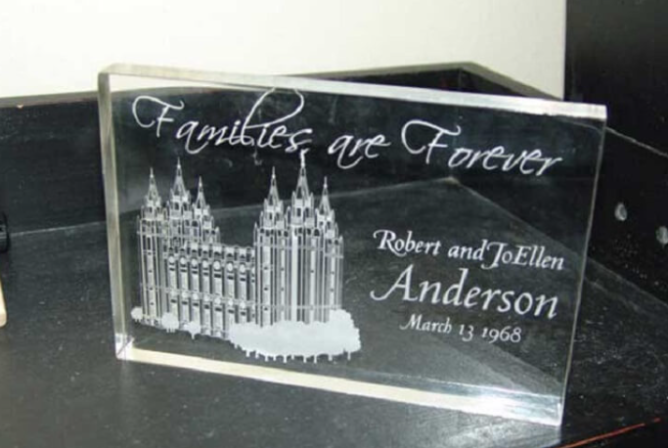 Families are Forever
Robert and JoEllen
Anderson
March 13 1968